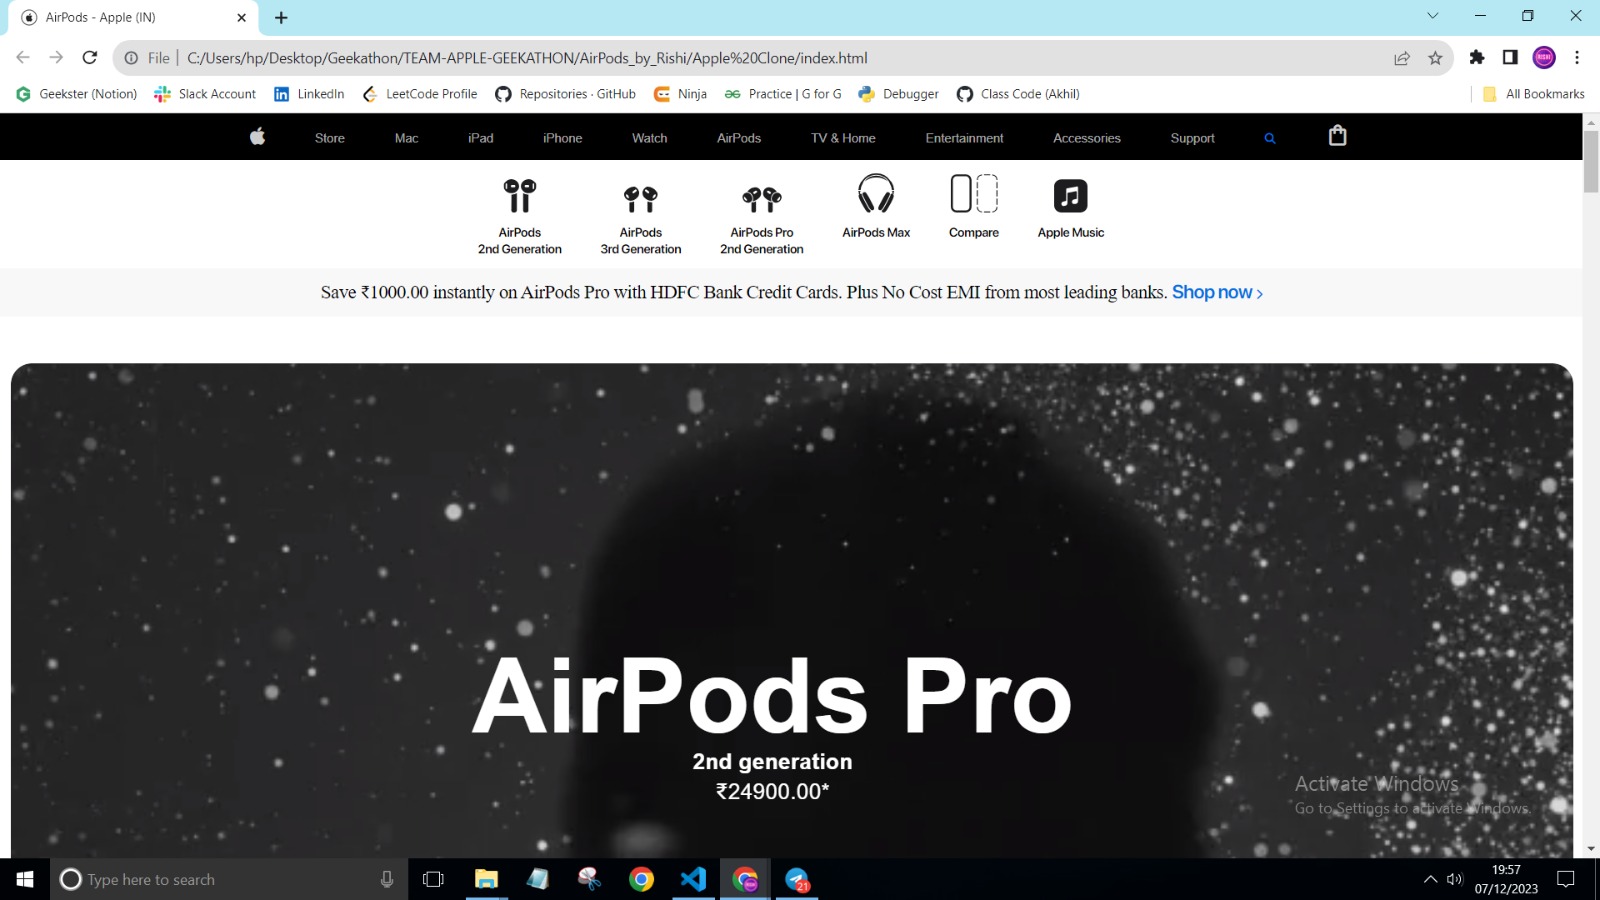 AirPods - Apple (IN)
File | C:/Users/hp/Desktop/Geekathon/TEAM-APPLE-GEEKATHON/AirPods_by_Rishi/Apple%20Clone/index.html
Geekster (Notion) Slack Account LinkedIn LeetCode Profile Repositories · GitHub Ninja Practice | G for G Debugger Class Code (Akhil) All Bookmarks
Store Mac iPad iPhone Watch AirPods TV & Home Entertainment Accessories Support
AirPods AirPods AirPods Pro AirPods Max Compare Apple Music
2nd Generation 3rd Generation 2nd Generation
Save ₹1000.00 instantly on AirPods Pro with HDFC Bank Credit Cards. Plus No Cost EMI from most leading banks. Shop now >
AirPods Pro
2nd generation
₹24900.00*
Activate Windows
Go to Settings to activate Windows.
Type here to search
21
19:57
07/12/2023